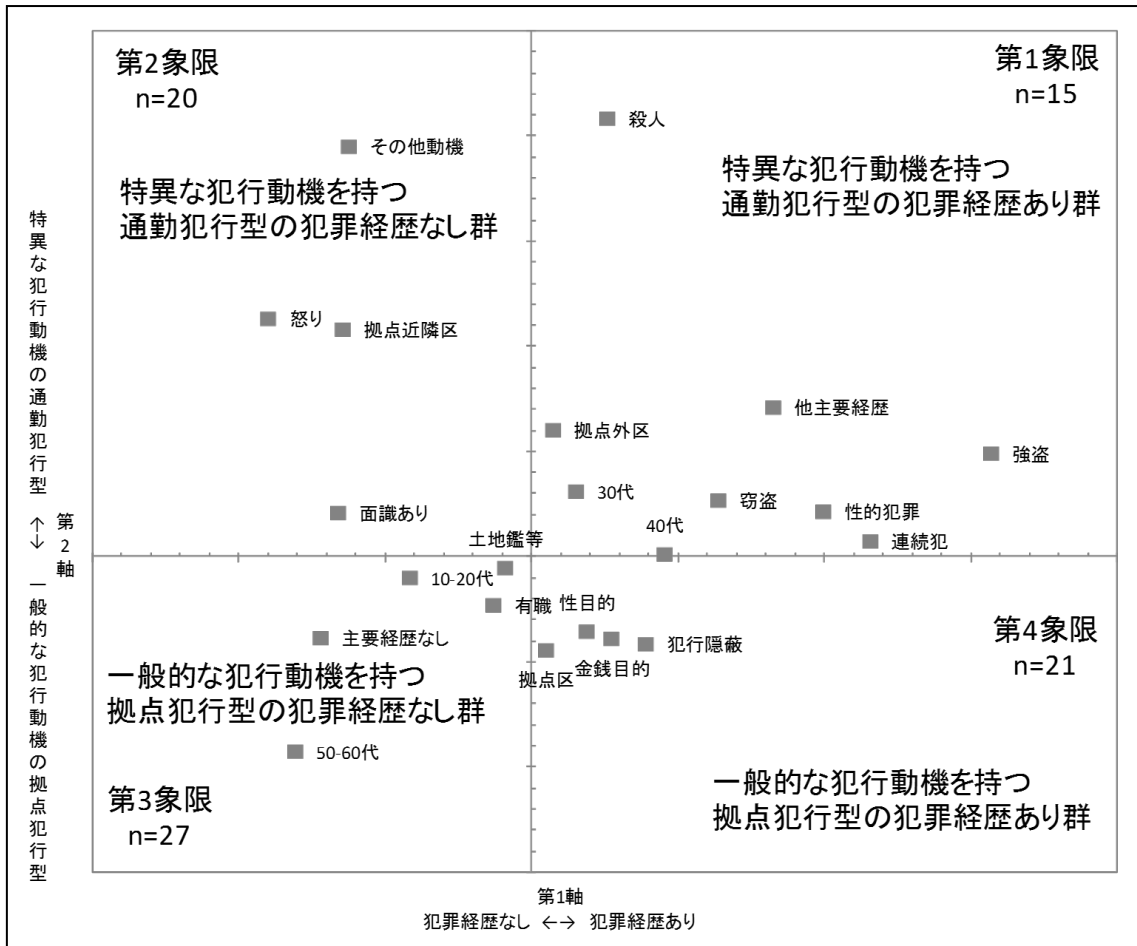 第2象限
n=20
第1象限
n=15
殺人
その他動機
特異な犯行動機を持つ
通勤犯行型の犯罪経歴なし群
特異な犯行動機を持つ
通勤犯行型の犯罪経歴あり群
怒り
拠点近隣区
他主要経歴
拠点外区
強盗
30代
窃盗
性的犯罪
面識あり
40代
連続犯
土地鑑等
特異な犯行動機の通勤犯行型 ←→ 一般的な犯行動機の拠点犯行型
第2軸
10-20代
有職
性目的
主要経歴なし
犯行隠蔽
金銭目的
拠点区
第4象限
n=21
一般的な犯行動機を持つ
拠点犯行型の犯罪経歴なし群
50-60代
第3象限
n=27
一般的な犯行動機を持つ
拠点犯行型の犯罪経歴あり群
第1軸
犯罪経歴なし ←→ 犯罪経歴あり